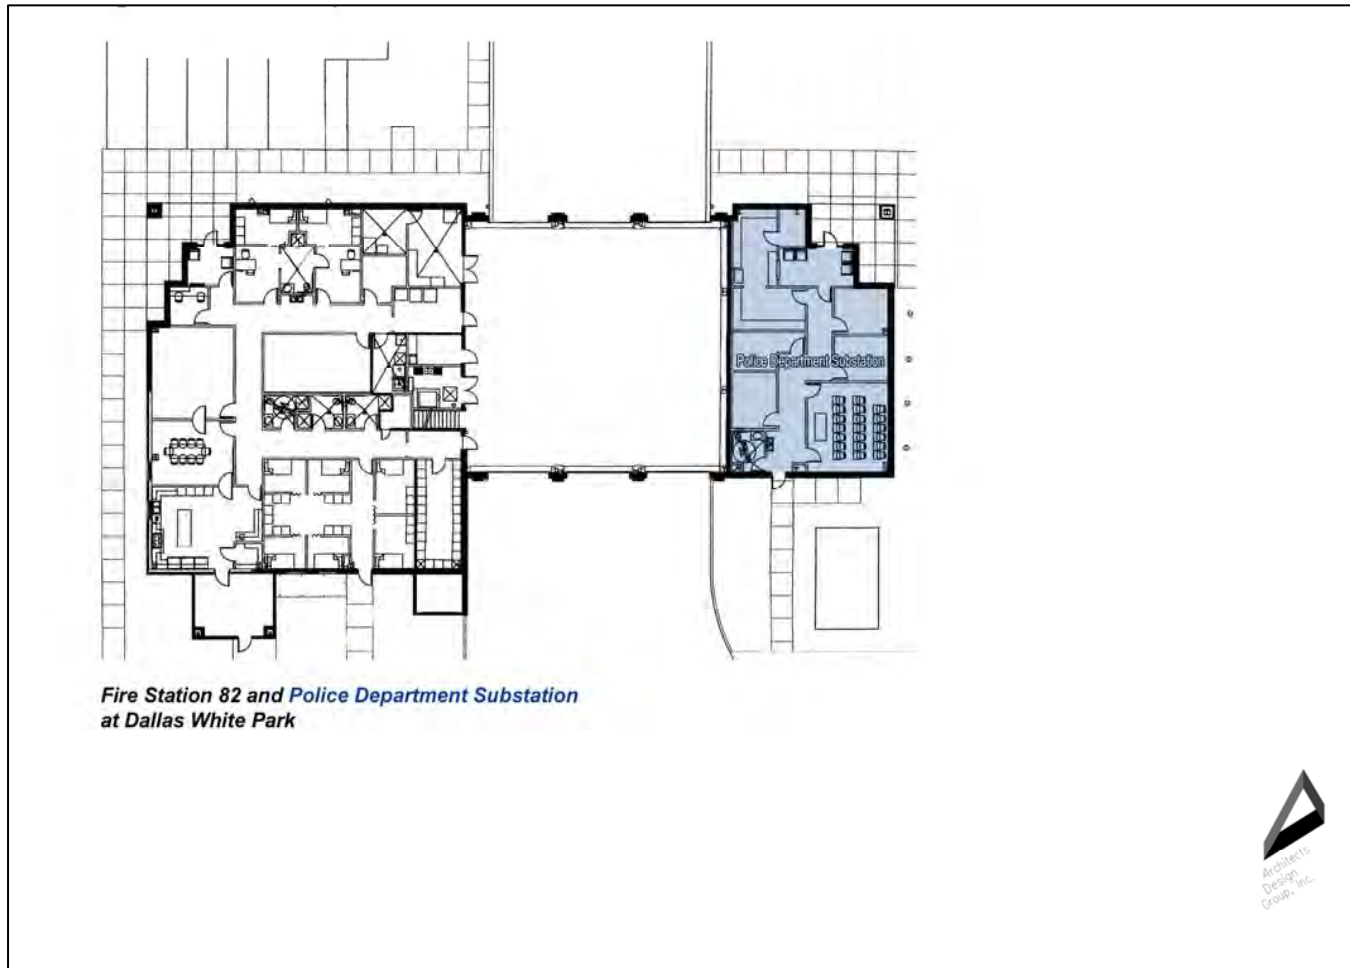 Police Department Substation
Fire Station 82 and Police Department Substation
at Dallas White Park
Architects
Design
Group, Inc.